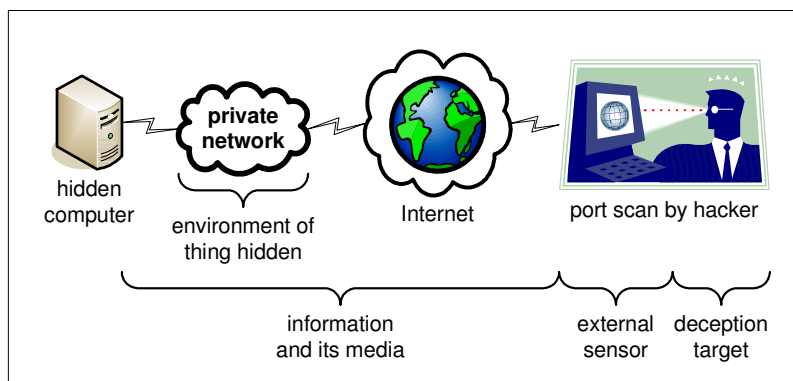 private
network
hidden
computer
environment of
thing hidden
Internet
port scan by hacker
information
and its media
external
sensor
deception
target